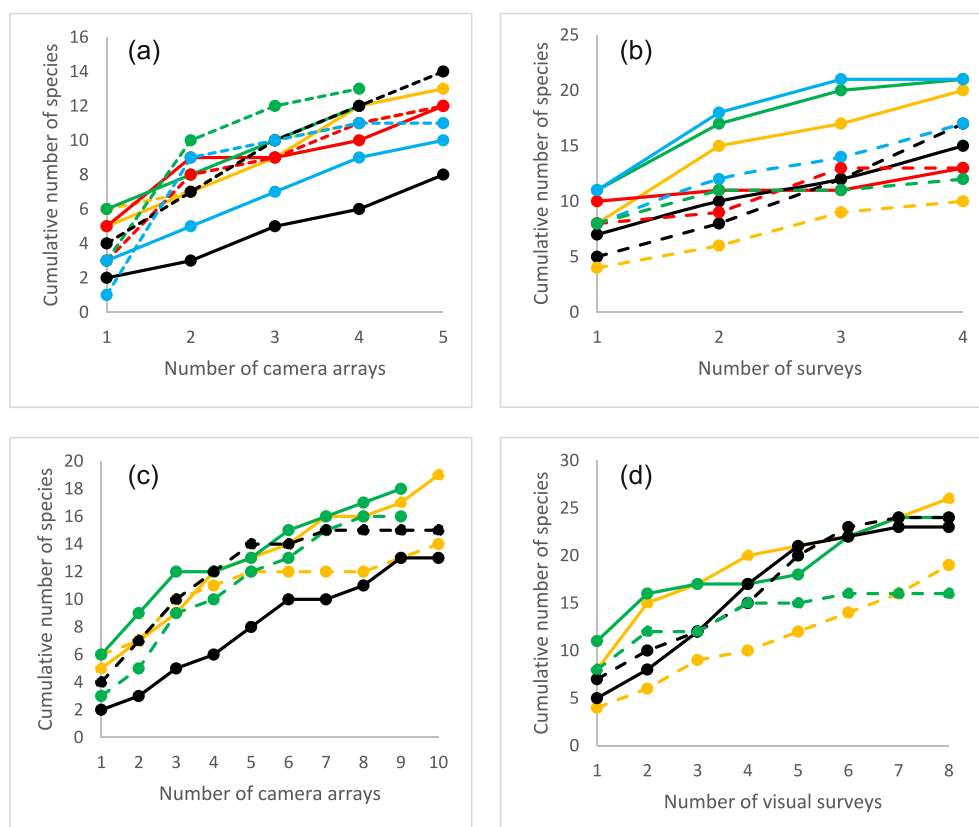 (a)
Cumulative number of species
16
14
12
10
8
6
4
2
0
1 2 3 4 5
Number of camera arrays
(b)
Cumulative number of species
25
20
15
10
5
0
1 2 3 4
Number of surveys
(c)
Cumulative number of species
20
18
16
14
12
10
8
6
4
2
0
1 2 3 4 5 6 7 8 9 10
Number of camera arrays
(d)
Cumulative number of species
30
25
20
15
10
5
0
1 2 3 4 5 6 7 8
Number of visual surveys